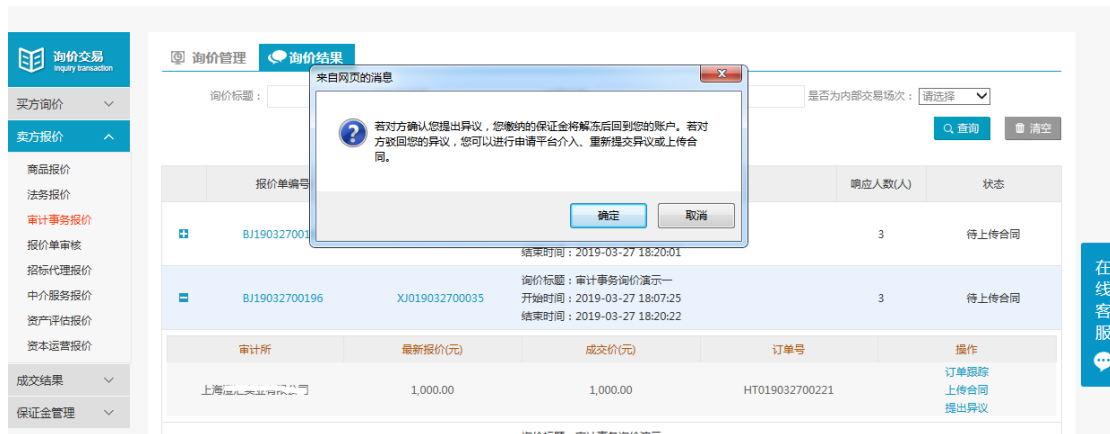 询价交易
Inquiry transaction
买方询价
卖方报价
商品报价
法务报价
审计事务报价
报价单审核
招标代理报价
中介服务报价
资产评估报价
资本运营报价
成交结果
保证金管理
询价管理 询价结果
询价标题： 是否为内部交易场次： 请选择
查询 清空
来自网页的消息
若对方确认您提出异议，您缴纳的保证金将解冻后回到您的账户。若对
方驳回您的异议，您可以进行申请平台介入、重新提交异议或上传合
同。
确定 取消
报价单编号 响应人数(人) 状态
BJ190327001 3 待上传合同
结束时间：2019-03-27 18:20:01
询价标题：审计事务询价演示一
BJ19032700196 XJ019032700035 开始时间：2019-03-27 18:07:25 3 待上传合同
结束时间：2019-03-27 18:20:22
审计所 最新报价(元) 成交价(元) 订单号 操作
上海 1,000.00 1,000.00 HT019032700221
订单跟踪
上传合同
提出异议
在线客服